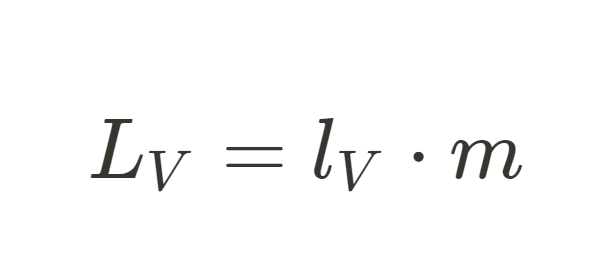 L_V = l_V · m